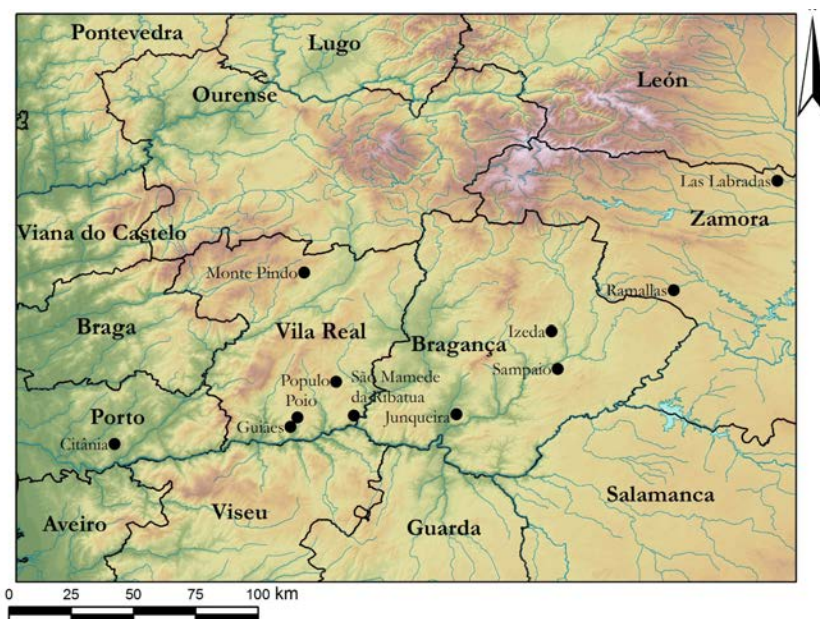 Pontevedra
Lugo
León
Ourense
Las Labradas
Zamora
Viana do Castelo
Monte Pindo
Ramallas
Braga
Vila Real
Izeda
Bragança
Sampaio
Populo
São Mamede
da Ribatua
Poio
Porto
Junqueira
Guiães
Citânia
Salamanca
Viseu
Aveiro
Guarda
0 25 50 75 100 km